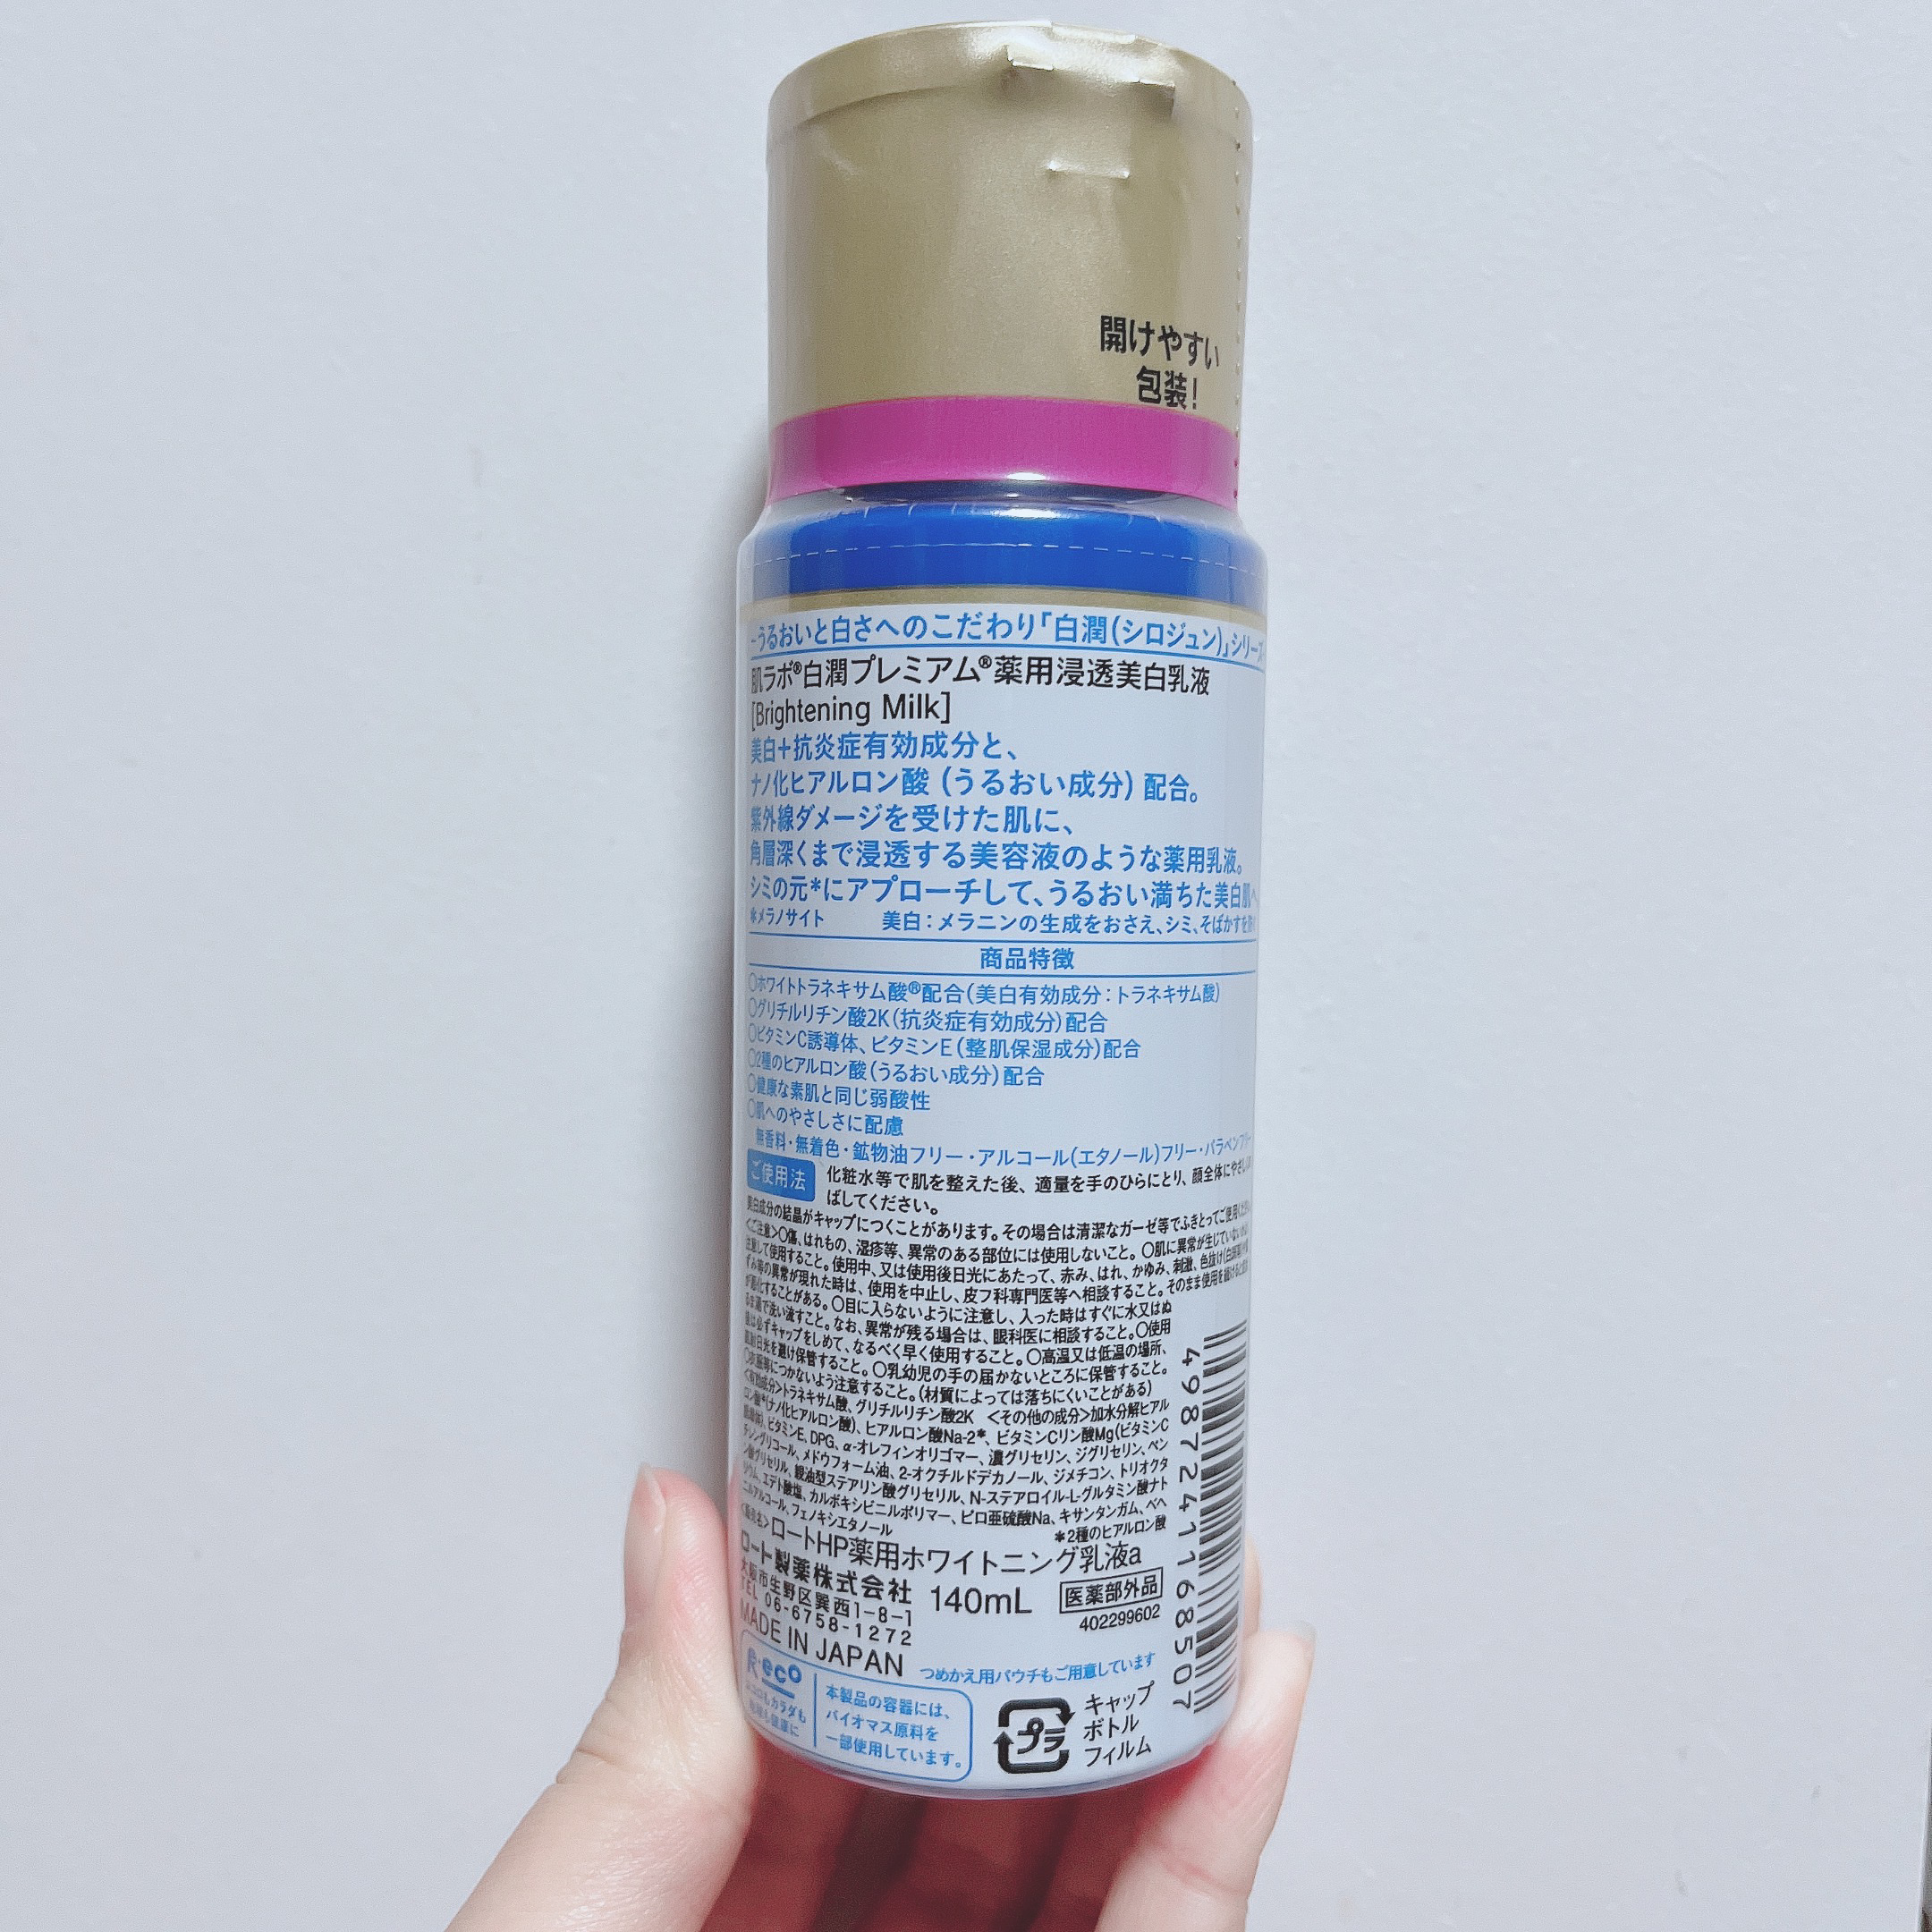 開けやすい
包装!
−うるおいと白さへのこだわり「白潤(シロジュン)」シリーズ
肌ラボ®白潤プレミアム®薬用浸透美白乳液
[Brightening Milk]
美白+抗炎症有効成分と、
ナノ化ヒアルロン酸(うるおい成分)配合。
紫外線ダメージを受けた肌に、
角層深くまで浸透する美容液のような薬用乳液。
シミの元*にアプローチして、うるおい満ちた美白肌へ
*メラノサイト 美白:メラニンの生成をおさえ、シミ、そばかすを
商品特徴
○ホワイトトラネキサム酸®配合(美白有効成分:トラネキサム酸)
○グリチルリチン酸2K(抗炎症有効成分)配合
○ビタミンC誘導体、ビタミンE(整肌保湿成分)配合
○2種のヒアルロン酸(うるおい成分)配合
○健康な素肌と同じ弱酸性
○肌へのやさしさに配慮
無香料・無着色・鉱物油フリー・アルコール(エタノール)フリー・パラベンフリー
ご使用法 化粧水等で肌を整えた後、適量を手のひらにとり、顔全体にやさしく
ばしてください。
美白成分の結晶がキャップにつくことがあります。その場合は清潔なガーゼ等でふきとってご使用ください
<ご注意>○傷、はれもの、湿疹等、異常のある部位には使用しないこと。○肌に異常が生じていないか
注意して使用すること。使用中、又は使用後日光にあたって、赤み、はれ、かゆみ、刺激、色抜け(白斑等)や黒
ずみ等の異常が現れた時は、使用を中止し、皮フ科専門医等へ相談すること。そのまま使用を続けると
が悪化することがある。○目に入らないように注意し、入った時はすぐに水又はぬ
るま湯で洗い流すこと。なお、異常が残る場合は、眼科医に相談すること。○使用
後は必ずキャップをしめて、なるべく早く使用すること。○高温又は低温の場所、
直射日光を避け保管すること。○乳幼児の手の届かないところに保管すること。
○衣服等につかないよう注意すること。(材質によっては落ちにくいことがある)
<有効成分>トラネキサム酸、グリチルリチン酸2K <その他の成分>加水分解ヒアル
ロン酸*(ナノ化ヒアルロン酸)、ヒアルロン酸Na-2*、ビタミンCリン酸Mg(ビタミンC
誘導体)、ビタミンE、DPG、α-オレフィンオリゴマー、濃グリセリン、ジグリセリン、ペン
チレングリコール、メドウフォーム油、2-オクチルドデカノール、ジメチコン、トリオクタ
ン酸グリセリル、親油型ステアリン酸グリセリル、N-ステアロイル-L-グルタミン酸ナト
リウム、エデト酸塩、カルボキシビニルポリマー、ピロ亜硫酸Na、キサンタンガム、ベヘ
ニルアルコール、フェノキシエタノール
*2種のヒアルロン酸
<販売名>ロートHP薬用ホワイトニング乳液a
ロート製薬株式会社
大阪市生野区巽西1-8-1
TEL 06-6758-1272
140mL
医薬部外品
402299602
MADE IN JAPAN
つめかえ用パウチもご用意しています
R・eco
ココロもカラダも
地球も健康に
本製品の容器には、
バイオマス原料を
一部使用しています。
プラ
キャップ
ボトル
フィルム
4987241168507